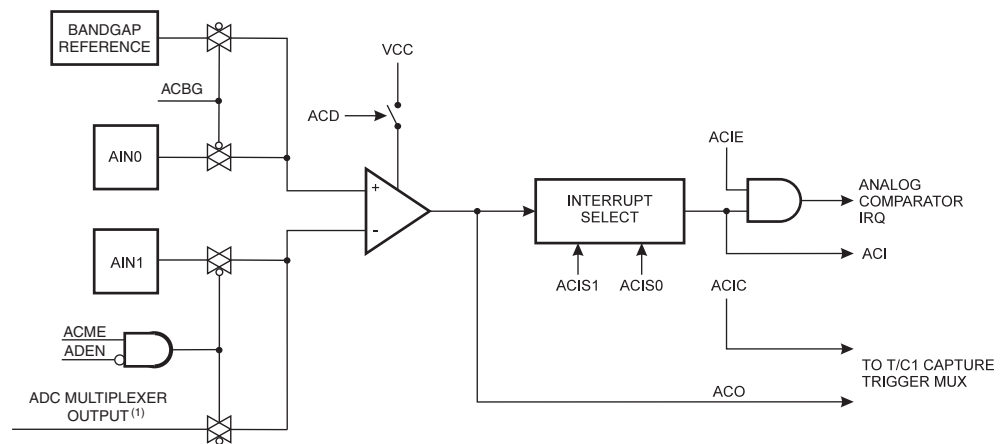 BANDGAP
REFERENCE
VCC
ACBG
ACD
AIN0
ACIE
+
-
INTERRUPT
SELECT
ANALOG
COMPARATOR
IRQ
AIN1
ACI
ACIS1
ACIS0
ACIC
ACME
ADEN
TO T/C1 CAPTURE
TRIGGER MUX
ADC MULTIPLEXER
OUTPUT(1)
ACO